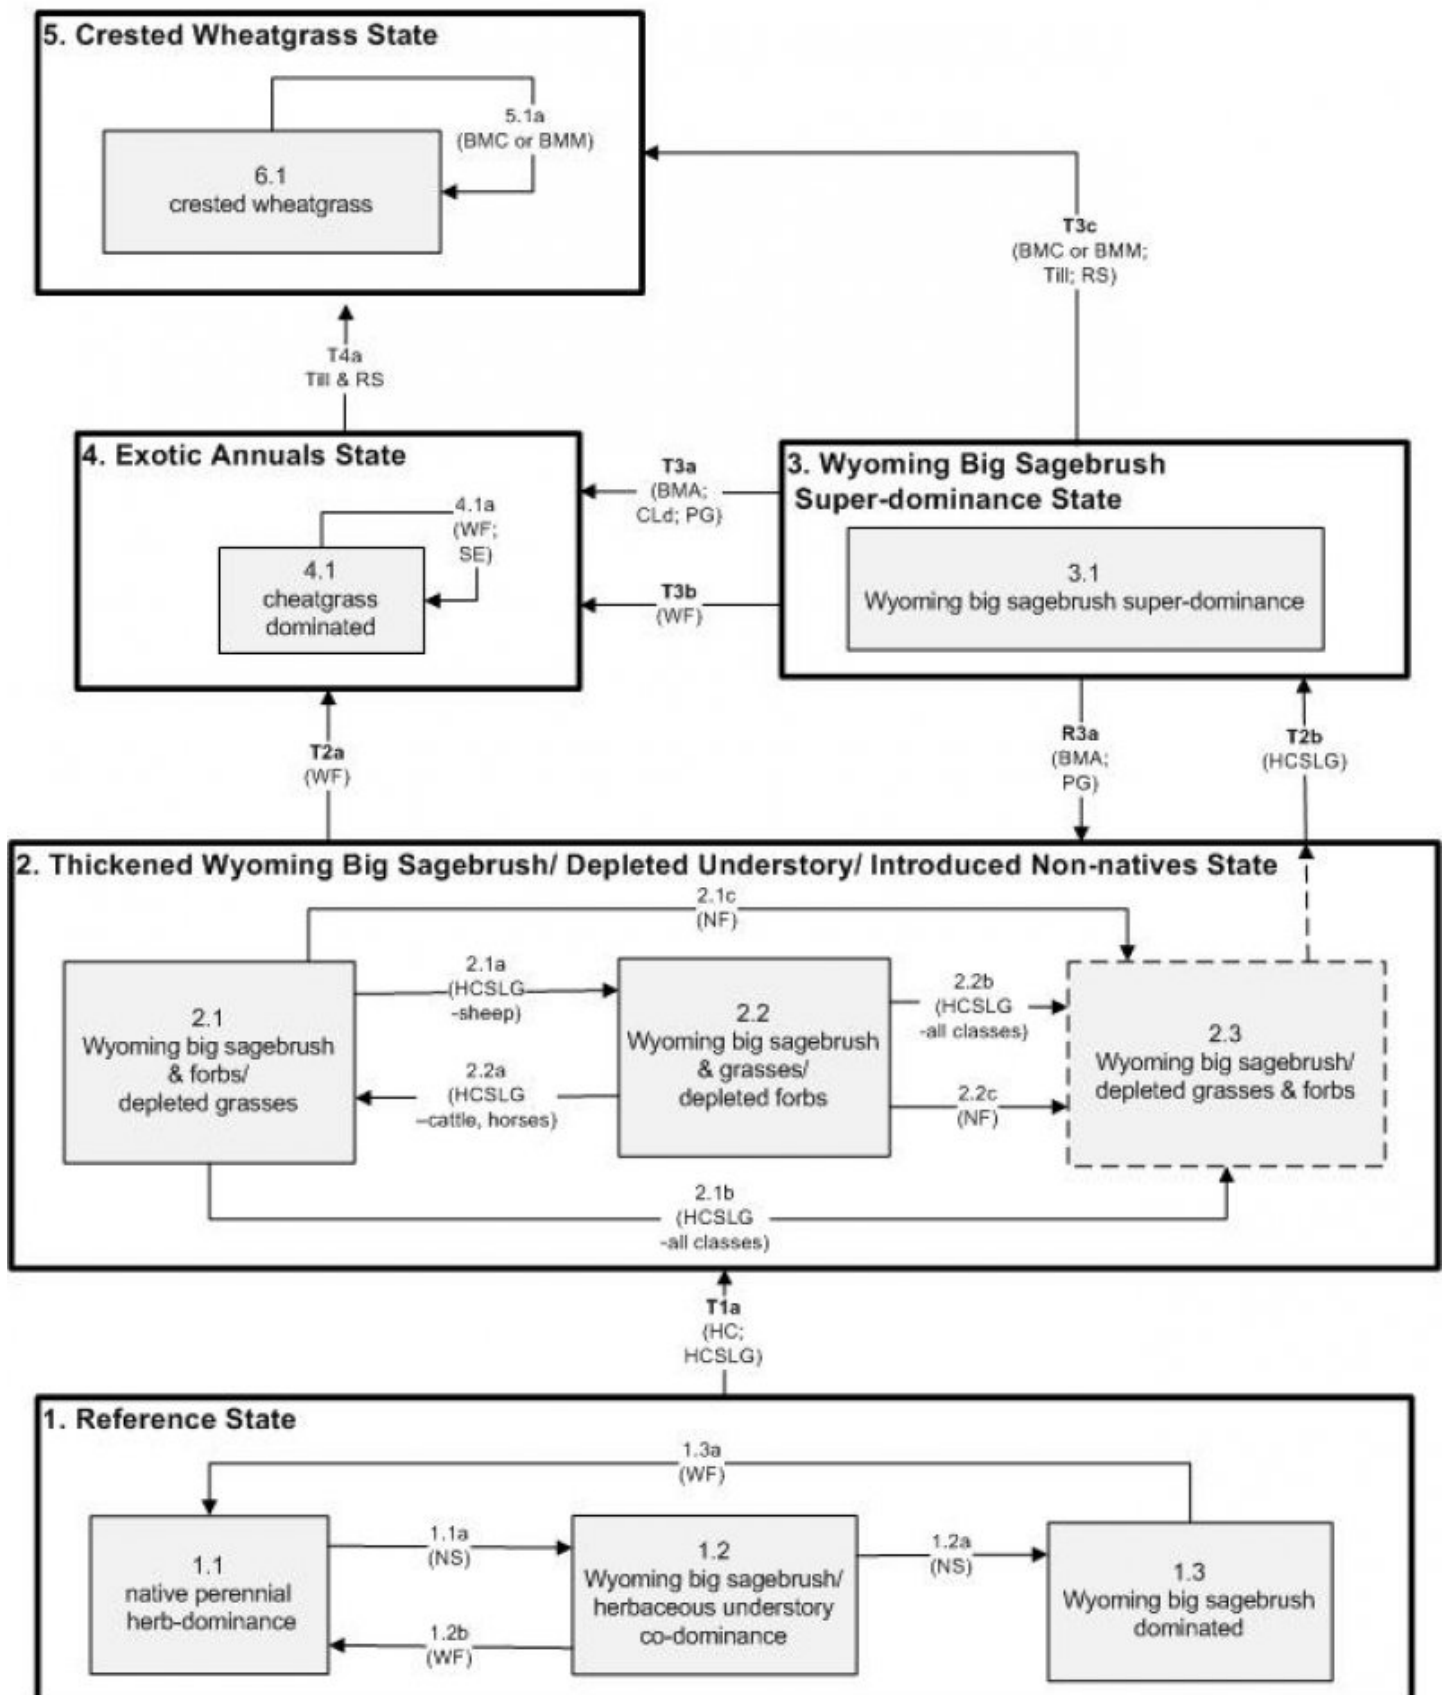 5. Crested Wheatgrass State
5.1a
(BMC or BMM)
6.1
crested wheatgrass
T3c
(BMC or BMM;
Till; RS)
T4a
Till & RS
4. Exotic Annuals State
4.1a
(WF;
SE)
4.1
cheatgrass
dominated
T3a
(BMA;
CLd; PG)
T3b
(WF)
3. Wyoming Big Sagebrush
Super-dominance State
3.1
Wyoming big sagebrush super-dominance
T2a
(WF)
R3a
(BMA;
PG)
T2b
(HCSLG)
2. Thickened Wyoming Big Sagebrush/ Depleted Understory/ Introduced Non-natives State
2.1c
(NF)
2.1
Wyoming big sagebrush
& forbs/
depleted grasses
2.1a
(HCSLG
-sheep)
2.2a
(HCSLG
–cattle, horses)
2.2
Wyoming big sagebrush
& grasses/
depleted forbs
2.2b
(HCSLG
-all classes)
2.2c
(NF)
2.3
Wyoming big sagebrush/
depleted grasses & forbs
2.1b
(HCSLG
-all classes)
T1a
(HC;
HCSLG)
1. Reference State
1.3a
(WF)
1.1
native perennial
herb-dominance
1.1a
(NS)
1.2b
(WF)
1.2
Wyoming big sagebrush/
herbaceous understory
co-dominance
1.2a
(NS)
1.3
Wyoming big sagebrush
dominated